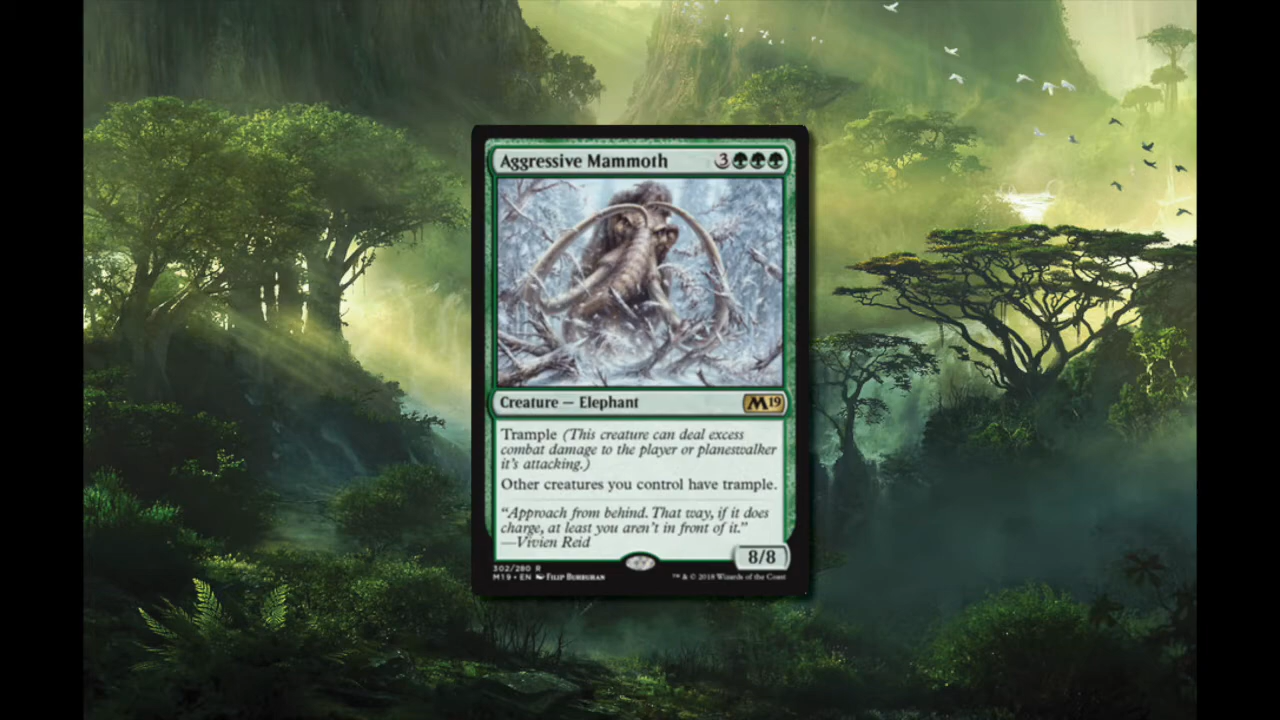 Aggressive Mammoth 3
Creature — Elephant M19
Trample (This creature can deal excess
combat damage to the player or planeswalker
it's attacking.)
Other creatures you control have trample.
“Approach from behind. That way, if it does
charge, at least you aren't in front of it.”
—Vivien Reid
8/8
302/280 R
M19 • EN Filip Burburan
™ & © 2018 Wizards of the Coast